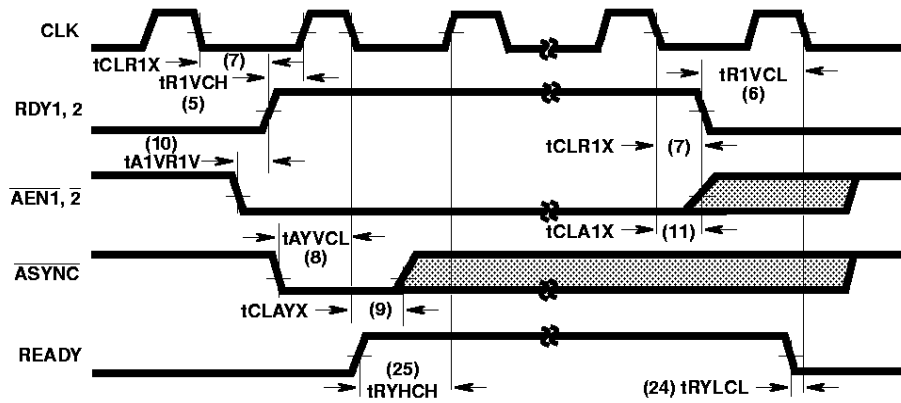 CLK
tCLR1X
(7)
tR1VCH
(5)
tR1VCL
(6)
RDY1, 2
(10)
tA1VR1V
tCLR1X
(7)
AEN1, 2
tCLA1X
(11)
tAYVCL
(8)
ASYNC
tCLAYX
(9)
READY
(25)
tRYHCH
(24) tRYLCL